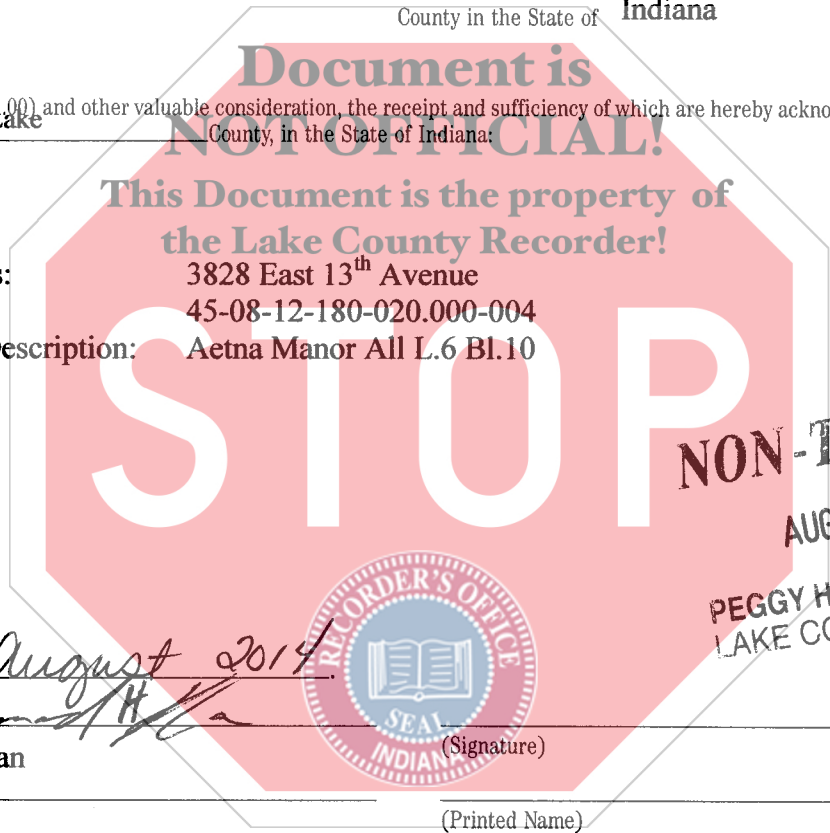 County in the State of Indiana
Document is
.00) and other valuable consideration, the receipt and sufficiency of which are hereby ackno
ake
County, in the State of Indiana:
NOT OFFICIAL!
This Document is the property of
the Lake County Recorder!
s: 3828 East 13th Avenue
45-08-12-180-020.000-004
escription: Aetna Manor All L.6 Bl.10
STOP
NON-T
AUG
PEGGY H
LAKE CO
RECORDER'S OFFICE
SEAL
INDIANA
August 2014.
(Signature)
an
(Printed Name)